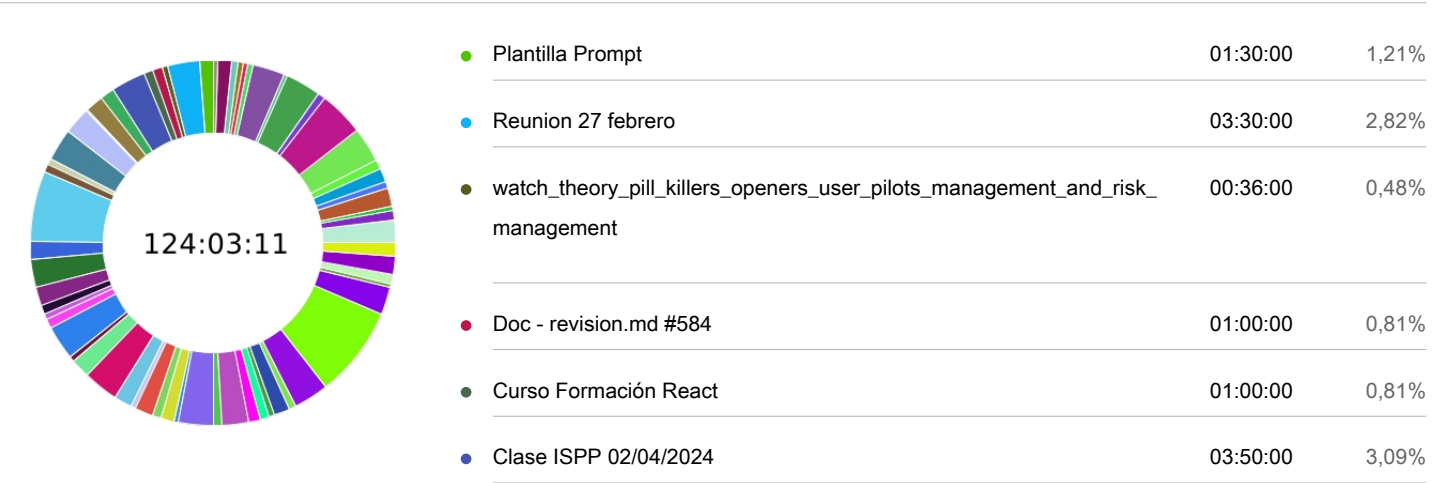 Plantilla Prompt 01:30:00 1,21%
Reunion 27 febrero 03:30:00 2,82%
watch_theory_pill_killers_openers_user_pilots_management_and_risk_ 00:36:00 0,48%
management
124:03:11
Doc - revision.md #584 01:00:00 0,81%
Curso Formación React 01:00:00 0,81%
Clase ISPP 02/04/2024 03:50:00 3,09%